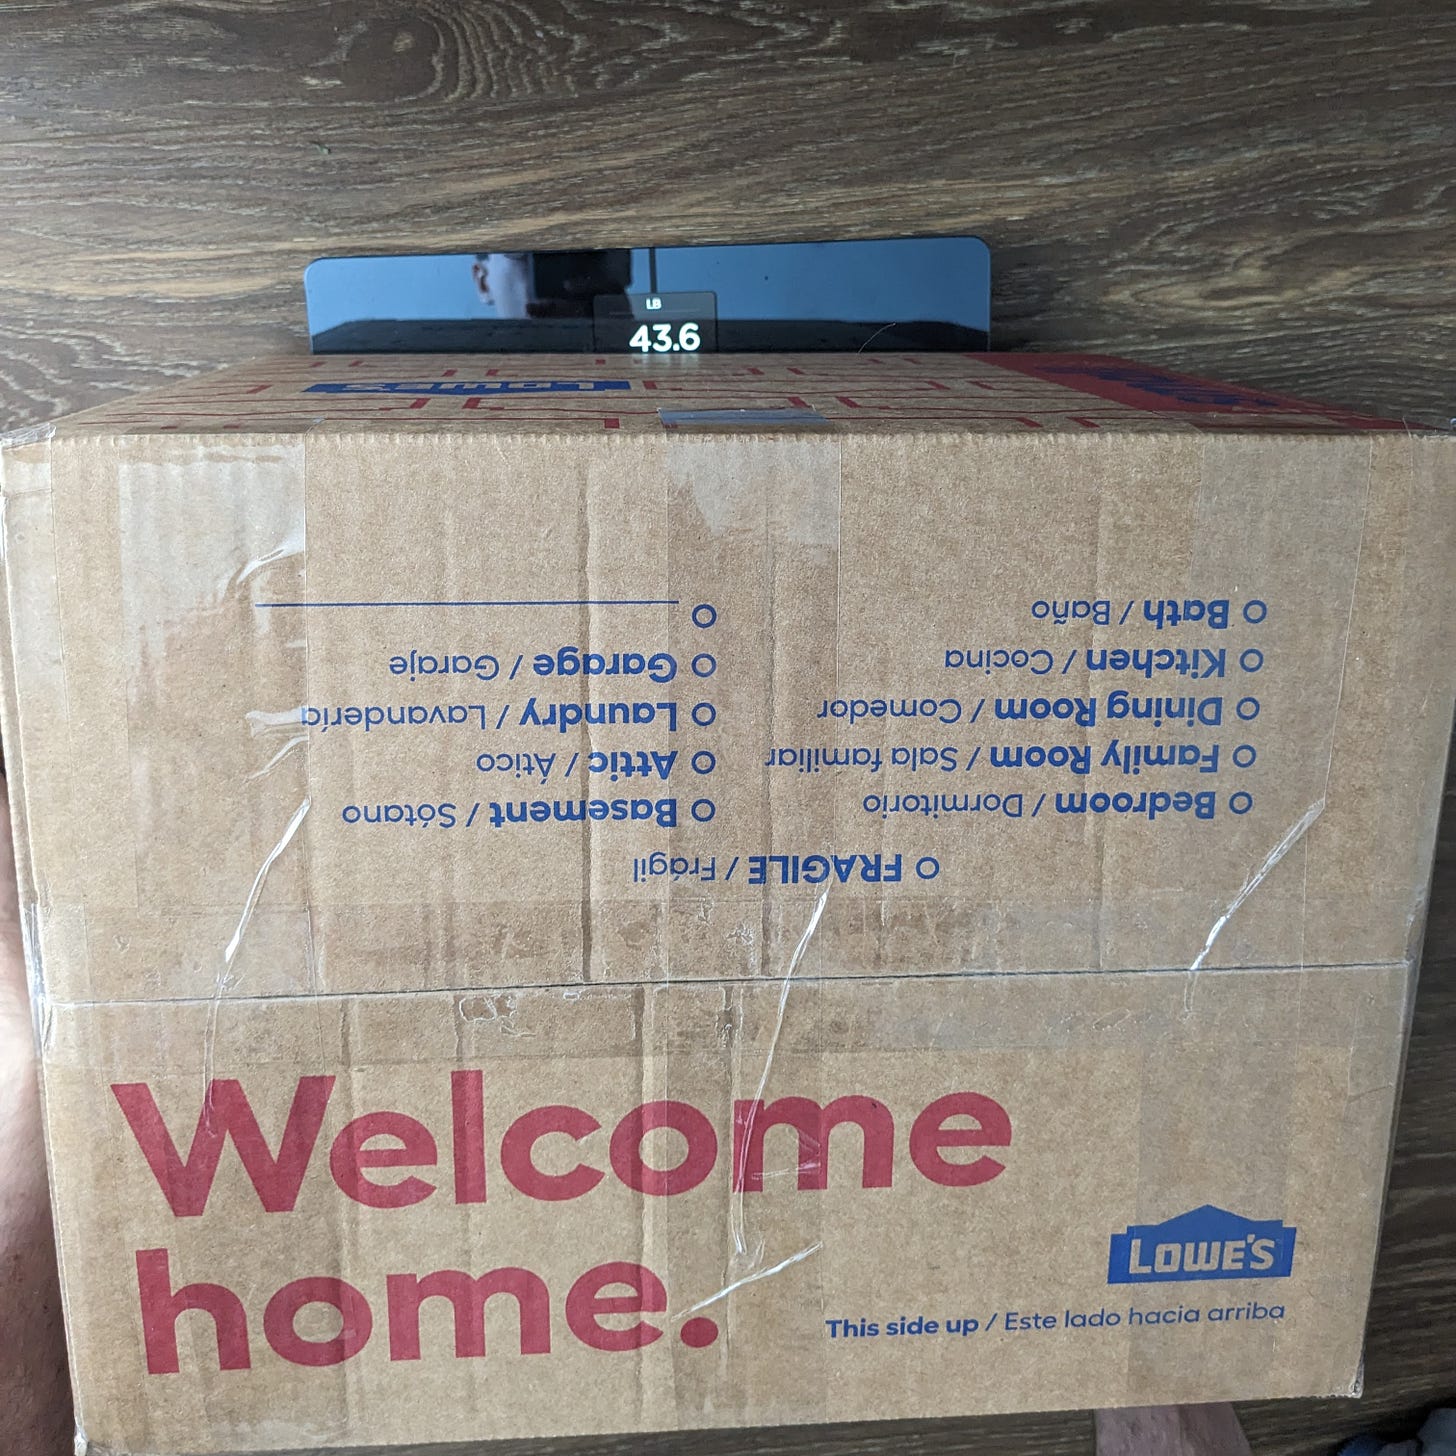 LB
43.6
LOWE'S
Bath / Baño
Kitchen / Cocina
Garage / Garaje
Dining Room / Comedor
Laundry / Lavandería
Family Room / Sala familiar
Attic / Ático
Bedroom / Dormitorio
Basement / Sótano
FRAGILE / Frágil
Welcome
home.
LOWE'S
This side up / Este lado hacia arriba